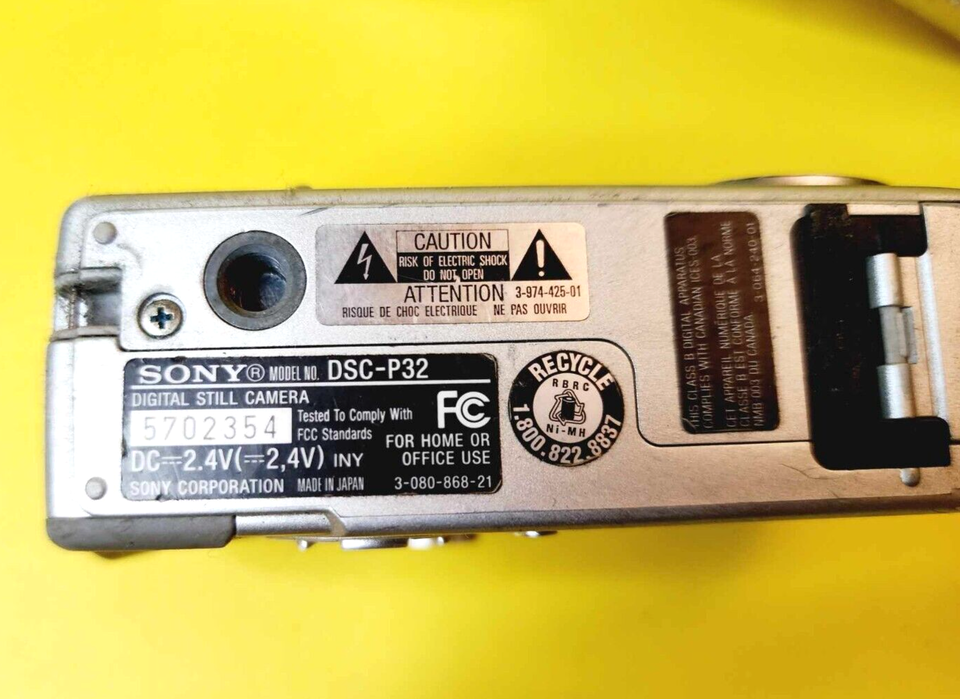 CAUTION
RISK OF ELECTRIC SHOCK
DO NOT OPEN
ATTENTION 3-974-425-01
RISQUE DE CHOC ELECTRIQUE NE PAS OUVRIR
SONY® MODEL NO. DSC-P32
DIGITAL STILL CAMERA
5702354
Tested To Comply With
FCC Standards
FC
FOR HOME OR
OFFICE USE
DC⎓2.4V(⎓2,4V) INY
SONY CORPORATION MADE IN JAPAN 3-080-868-21
RECYCLE
RBRC
Ni-MH
1.800.822.8837
THIS CLASS B DIGITAL APPARATUS
COMPLIES WITH CANADIAN ICES-003.
CET APPAREIL NUMÉRIQUE DE LA
CLASSE B EST CONFORME À LA NORME
NMB-003 DU CANADA. 3-064-240-01